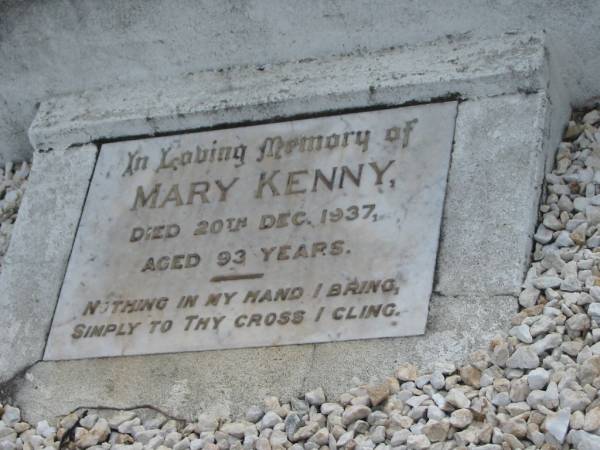 In Loving Memory of
MARY KENNY,
DIED 20TH DEC. 1937,
AGED 93 YEARS.
NOTHING IN MY HAND I BRING,
SIMPLY TO THY CROSS I CLING.